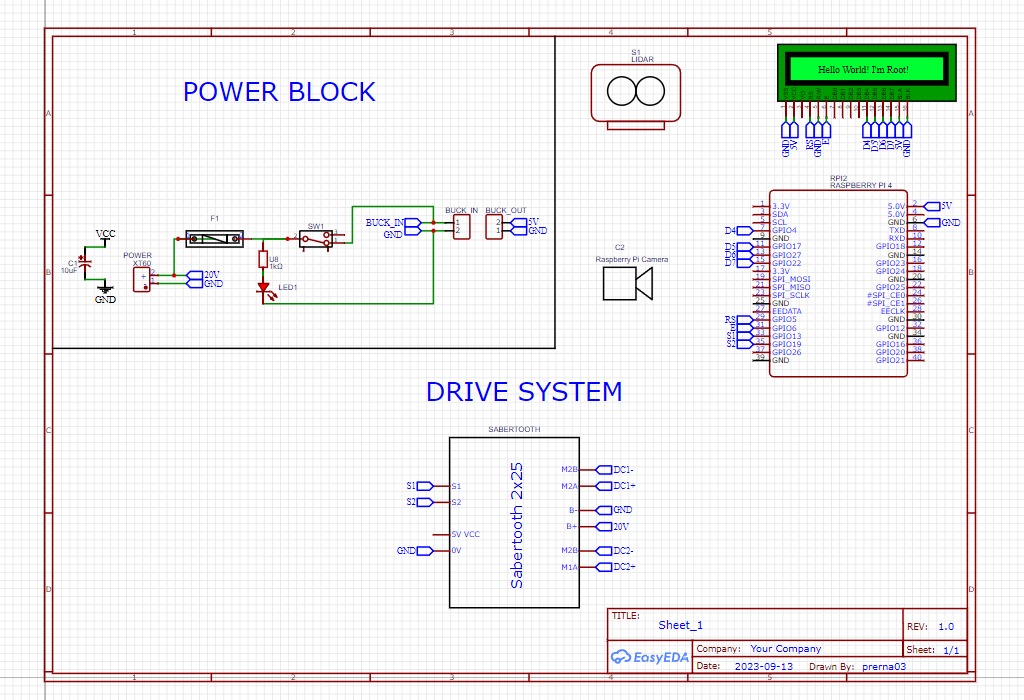 1 2 3 4 5
A A
B B
C C
D D
POWER BLOCK
S1
LIDAR
Hello World! I'm Root!
GND
5V
RS
GND
E
D4
D5
D6
D7
5V
GND
F1
VCC
C1
10uF
GND
POWER
XT60
2
1
20V
GND
U8
1kΩ
LED1
SW1
BUCK_IN
GND
BUCK_IN
1
2
BUCK_OUT
2
1
5V
GND
C2
Raspberry Pi Camera
RPI2
RASPBERRY PI 4
1 3.3V 5.0V 2 5V
3 SDA 5.0V 4
5 SCL GND 6 GND
D4 7 GPIO4 TXD 8
9 GND RXD 10
D5 11 GPIO17 GPIO18 12
D6 13 GPIO27 GND 14
D7 15 GPIO22 GPIO23 16
17 3.3V GPIO24 18
19 SPI_MOSI GND 20
21 SPI_MISO GPIO25 22
23 SPI_SCLK #SPI_CE0 24
25 GND #SPI_CE1 26
27 EEDATA EECLK 28
RS 29 GPIO5 GND 30
E 31 GPIO6 GPIO12 32
S1 33 GPIO13 GND 34
S2 35 GPIO19 GPIO16 36
37 GPIO26 GPIO20 38
39 GND GPIO21 40
DRIVE SYSTEM
SABERTOOTH
Sabertooth 2x25
S1 S1
S2 S2
5V VCC
GND 0V
M2B DC1-
M2A DC1+
B- GND
B+ 20V
M2B DC2-
M1A DC2+
TITLE:
Sheet_1
REV: 1.0
EasyEDA
Company: Your Company
Sheet: 1/1
Date: 2023-09-13 Drawn By: prerna03
1 2 3 4 5